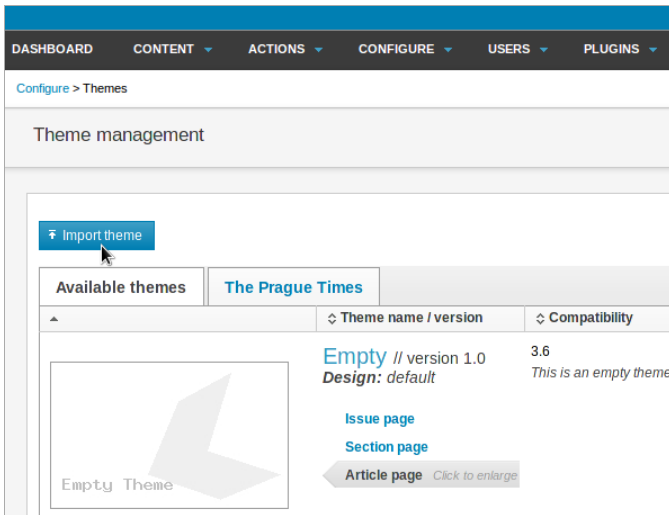 DASHBOARD CONTENT ACTIONS CONFIGURE USERS PLUGINS
Configure > Themes
Theme management
Import theme
Available themes The Prague Times
Theme name / version Compatibility
Empty // version 1.0 3.6
Design: default This is an empty theme
Issue page
Section page
Article page Click to enlarge
Empty Theme